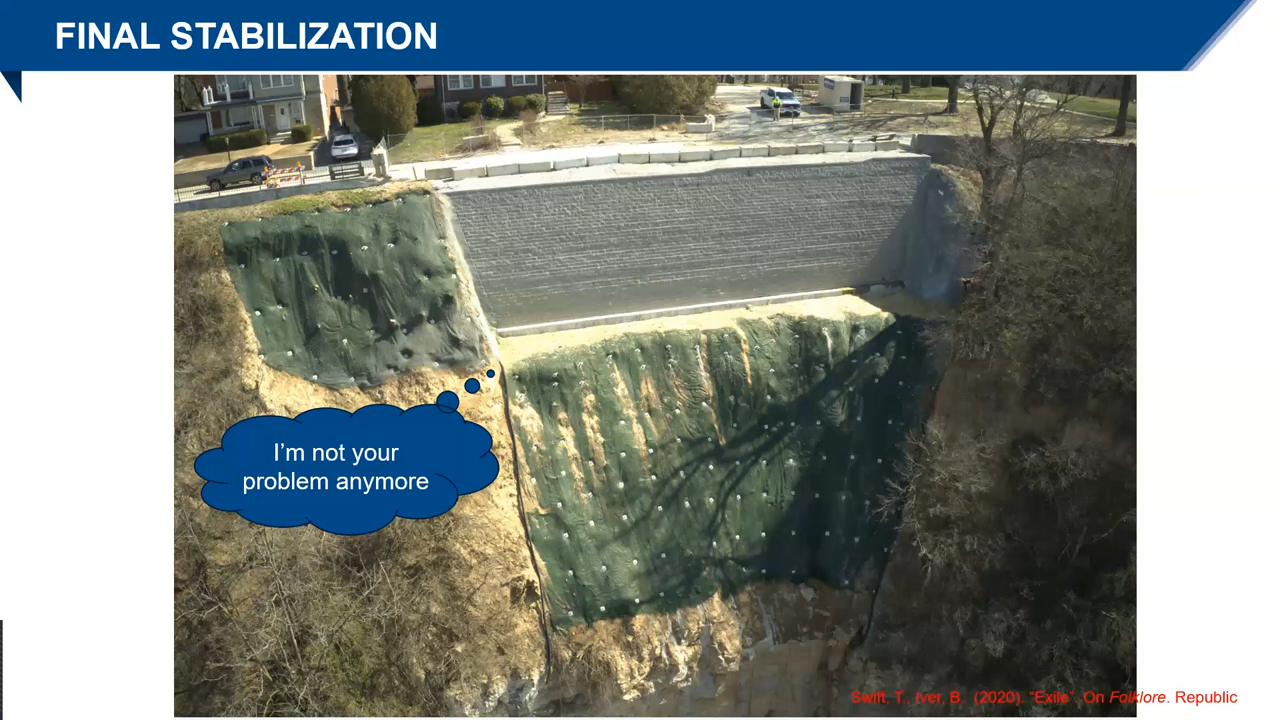 FINAL STABILIZATION
I'm not your
problem anymore
Swift, T., Iver, B. (2020). "Exile". On Folklore. Republic